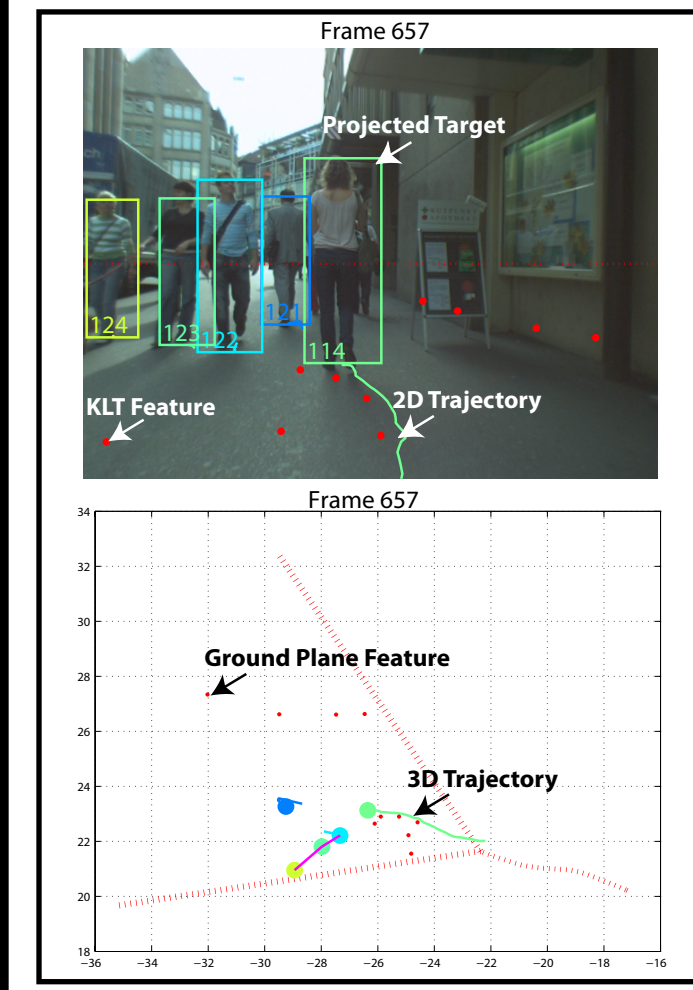 Frame 657
Projected Target
124
123
122
121
114
KLT Feature
2D Trajectory
Frame 657
34
32
30
28
26
24
22
20
18
Ground Plane Feature
3D Trajectory
−36 −34 −32 −30 −28 −26 −24 −22 −20 −18 −16